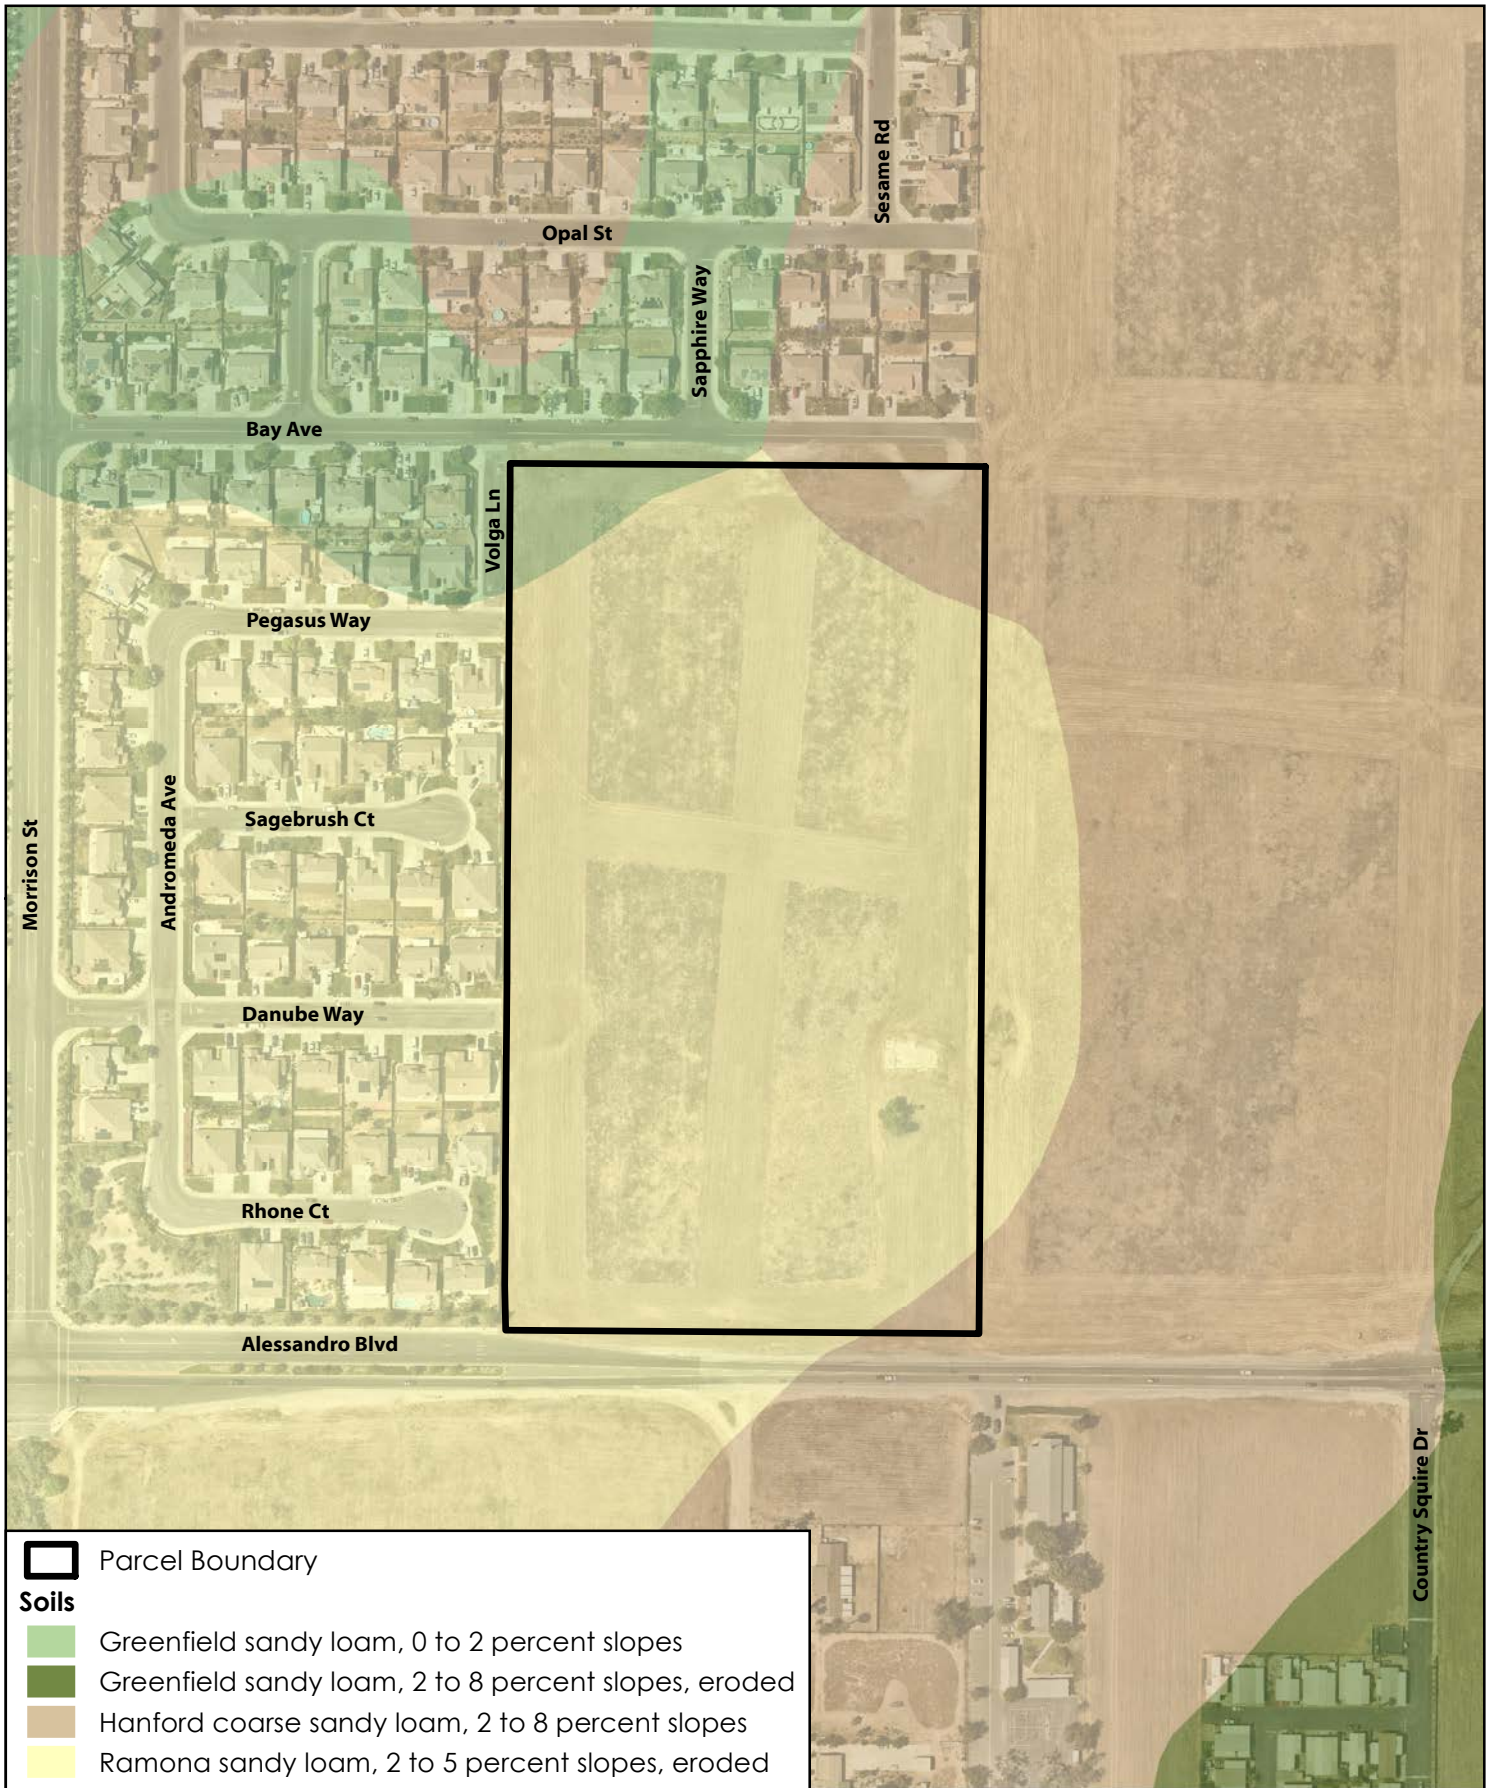 Sesame Rd
Opal St
Sapphire Way
Bay Ave
Volga Ln
Pegasus Way
Andromeda Ave
Sagebrush Ct
Morrison St
Danube Way
Rhone Ct
Alessandro Blvd
Country Squire Dr
Parcel Boundary
Soils
Greenfield sandy loam, 0 to 2 percent slopes
Greenfield sandy loam, 2 to 8 percent slopes, eroded
Hanford coarse sandy loam, 2 to 8 percent slopes
Ramona sandy loam, 2 to 5 percent slopes, eroded